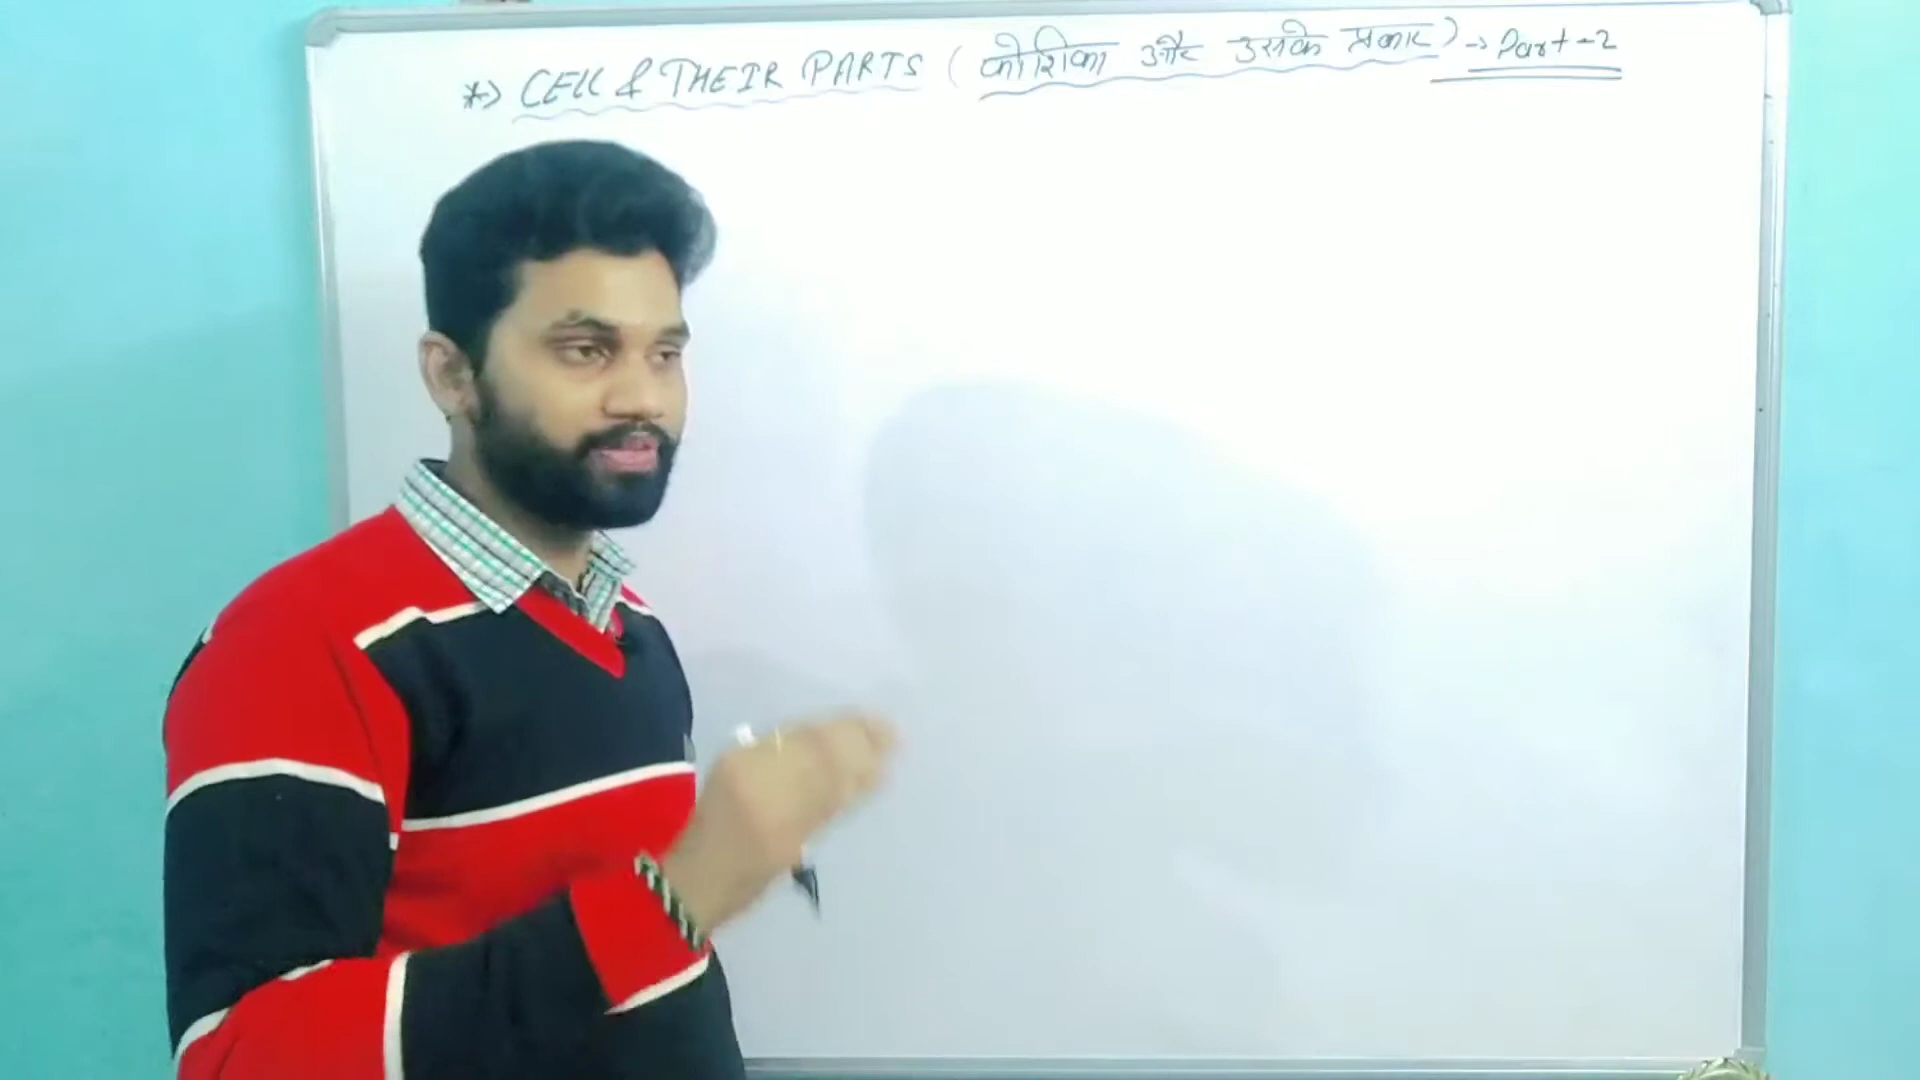 *→ CELL & THEIR PARTS (कोशिका और उसके प्रकार) → Part-2